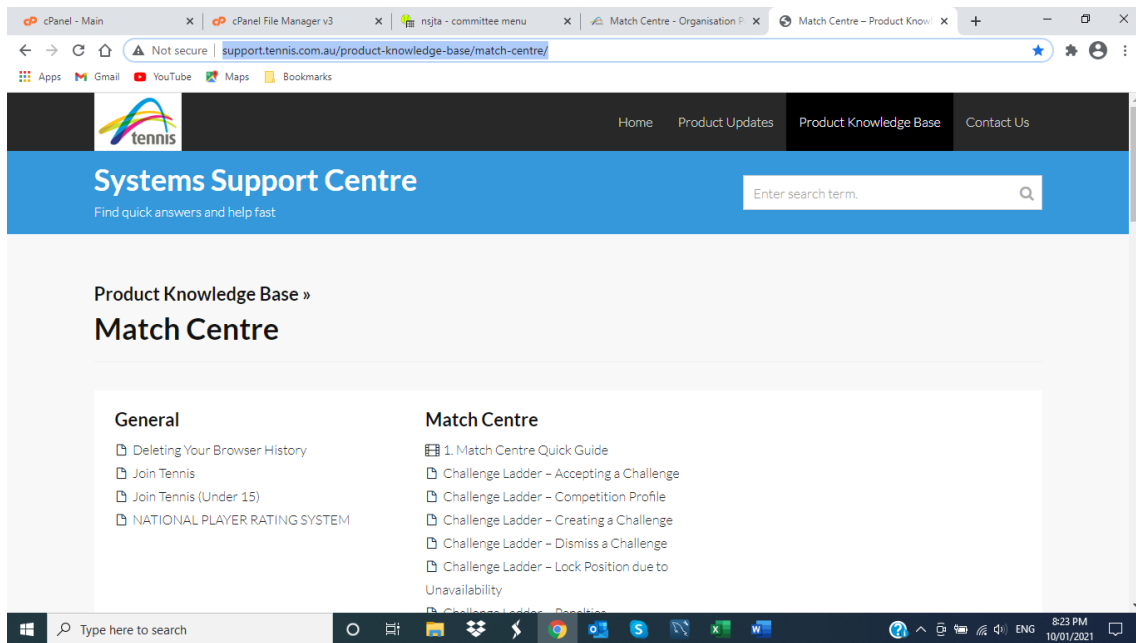 cPanel - Main
cPanel File Manager v3
nsjta - committee menu
Match Centre - Organisation P
Match Centre – Product Know
Not secure
support.tennis.com.au/product-knowledge-base/match-centre/
Apps
Gmail
YouTube
Maps
Bookmarks
tennis
Home
Product Updates
Product Knowledge Base
Contact Us
Systems Support Centre
Find quick answers and help fast
Enter search term.
Product Knowledge Base »
Match Centre
General
Deleting Your Browser History
Join Tennis
Join Tennis (Under 15)
NATIONAL PLAYER RATING SYSTEM
Match Centre
1. Match Centre Quick Guide
Challenge Ladder – Accepting a Challenge
Challenge Ladder – Competition Profile
Challenge Ladder – Creating a Challenge
Challenge Ladder – Dismiss a Challenge
Challenge Ladder – Lock Position due to
Unavailability
Challenge Ladder – Penalties
Type here to search
ENG
8:23 PM
10/01/2021